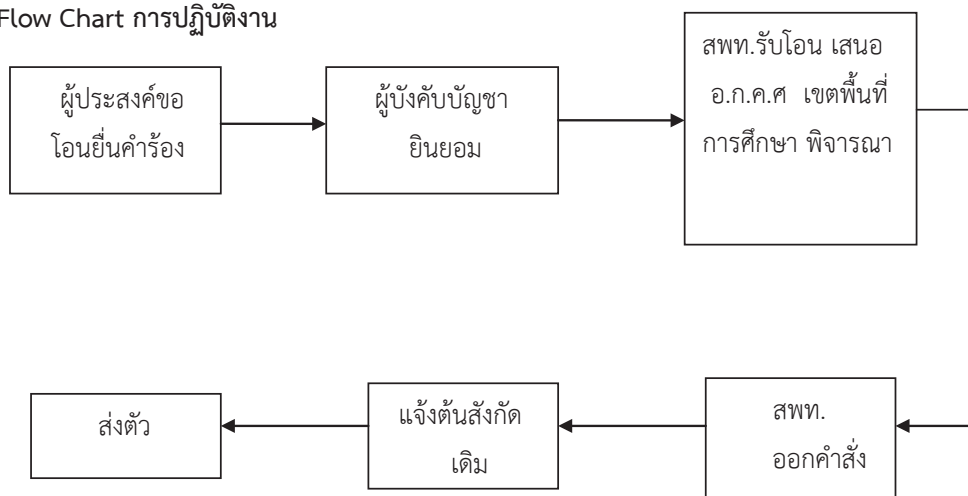 Flow Chart การปฏิบัติงาน
ผู้ประสงค์ขอ
โอนยื่นคำร้อง
ผู้บังคับบัญชา
ยินยอม
สพท.รับโอน เสนอ
อ.ก.ค.ศ เขตพื้นที่
การศึกษา พิจารณา
สพท.
ออกคำสั่ง
แจ้งต้นสังกัด
เดิม
ส่งตัว